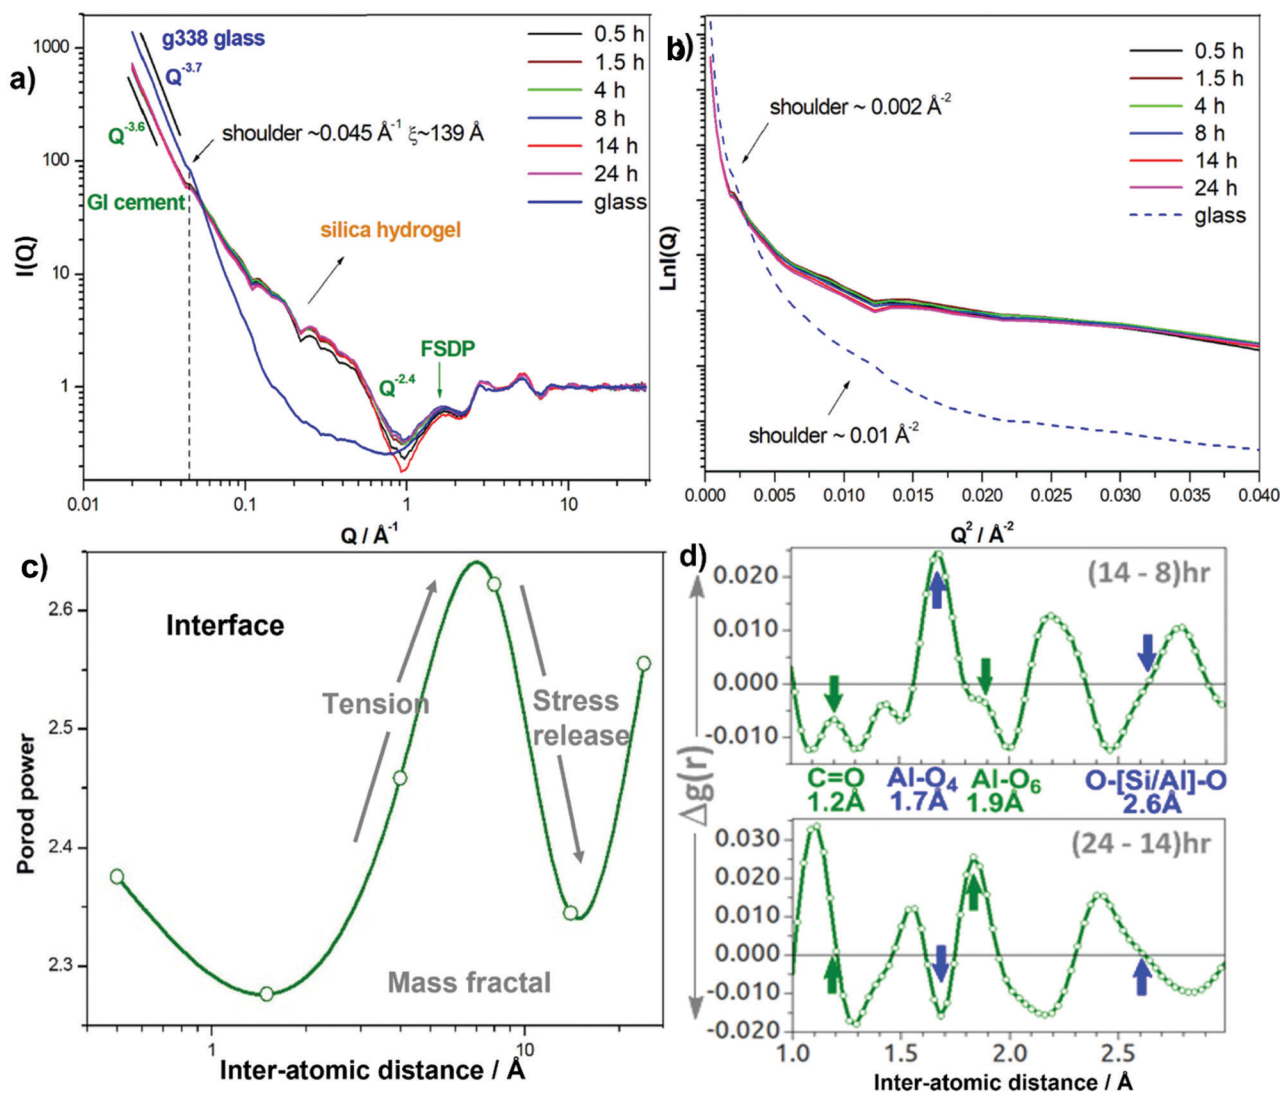 a)
1000
100
10
1
I(Q)
0.01
0.1
1
10
Q / Å-1
g338 glass
Q-3.7
Q-3.6
GI cement
shoulder ~0.045 Å-1 ξ~139 Å
silica hydrogel
Q-2.4
FSDP
0.5 h
1.5 h
4 h
8 h
14 h
24 h
glass
b)
LnI(Q)
shoulder ~ 0.002 Å-2
shoulder ~ 0.01 Å-2
0.5 h
1.5 h
4 h
8 h
14 h
24 h
glass
0.000
0.005
0.010
0.015
0.020
0.025
0.030
0.035
0.040
Q2 / Å-2
c)
2.6
2.5
2.4
2.3
Porod power
Interface
Tension
Stress
release
Mass fractal
1
10
Inter-atomic distance / Å
d)
Δg(r)
(14 - 8)hr
0.020
0.010
0.000
-0.010
C=O
1.2Å
Al-O4
1.7Å
Al-O6
1.9Å
O-[Si/Al]-O
2.6Å
(24 - 14)hr
0.030
0.020
0.010
0.000
-0.010
-0.020
1.0
1.5
2.0
2.5
Inter-atomic distance / Å